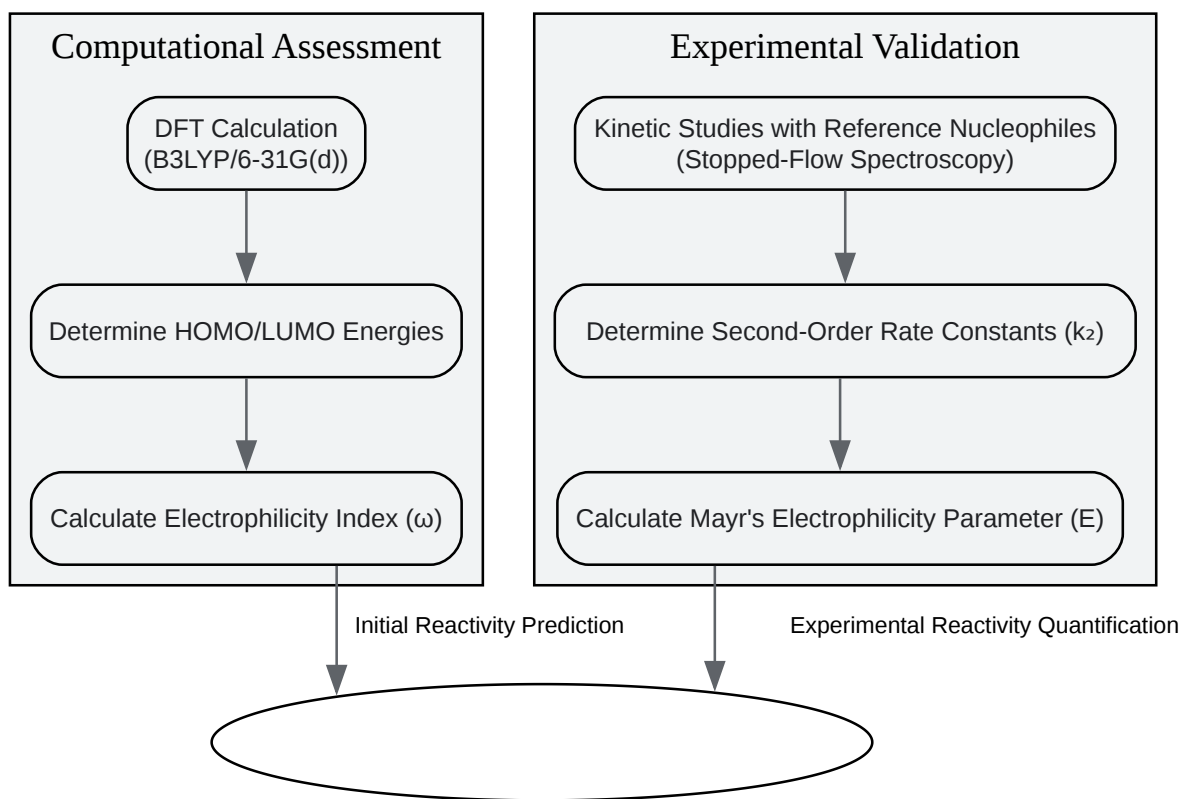 Computational Assessment
DFT Calculation
(B3LYP/6-31G(d))
Determine HOMO/LUMO Energies
Calculate Electrophilicity Index (ω)
Initial Reactivity Prediction
Experimental Validation
Kinetic Studies with Reference Nucleophiles
(Stopped-Flow Spectroscopy)
Determine Second-Order Rate Constants (k₂)
Calculate Mayr's Electrophilicity Parameter (E)
Experimental Reactivity Quantification